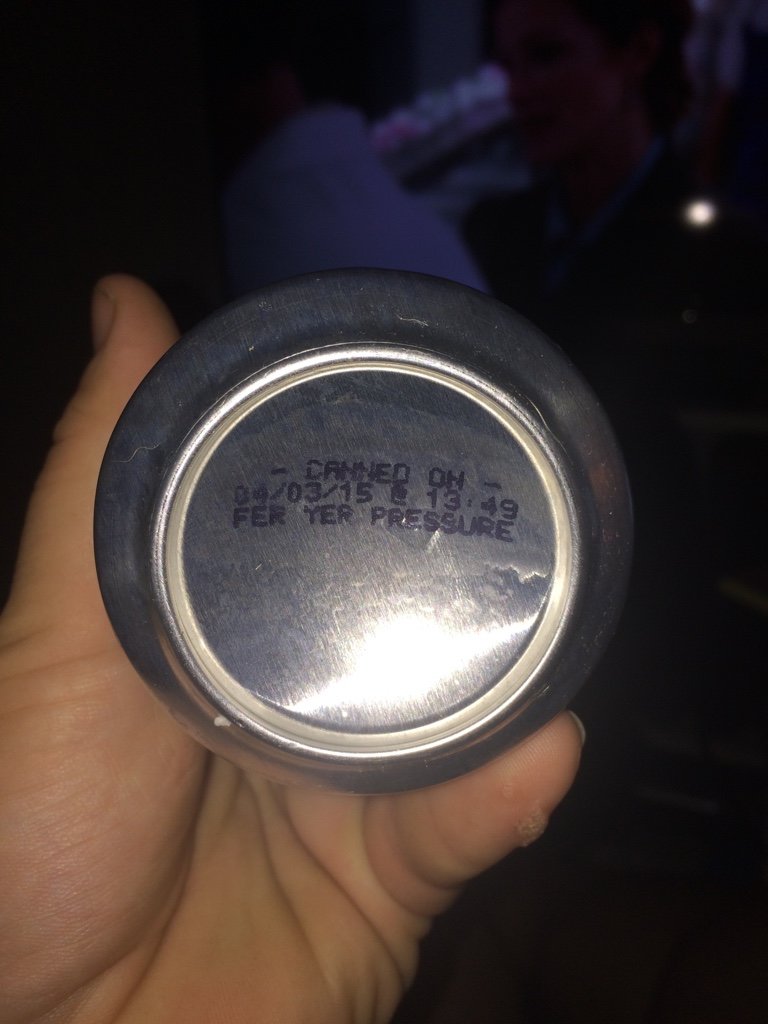 - CANNED ON -
04/03/15 @ 13:49
FER YER PRESSURE